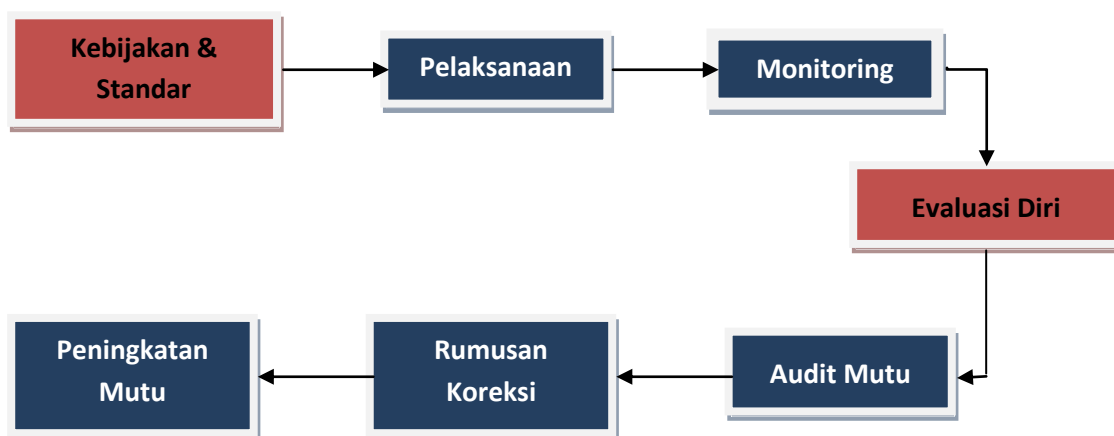 Kebijakan &
Standar
Pelaksanaan
Monitoring
Evaluasi Diri
Audit Mutu
Rumusan
Koreksi
Peningkatan
Mutu